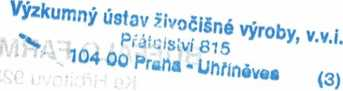 Výzkumný ústav živočišné výroby, v.v.i.
Přátelství 815
104 00 Praha - Uhříněves
(3)